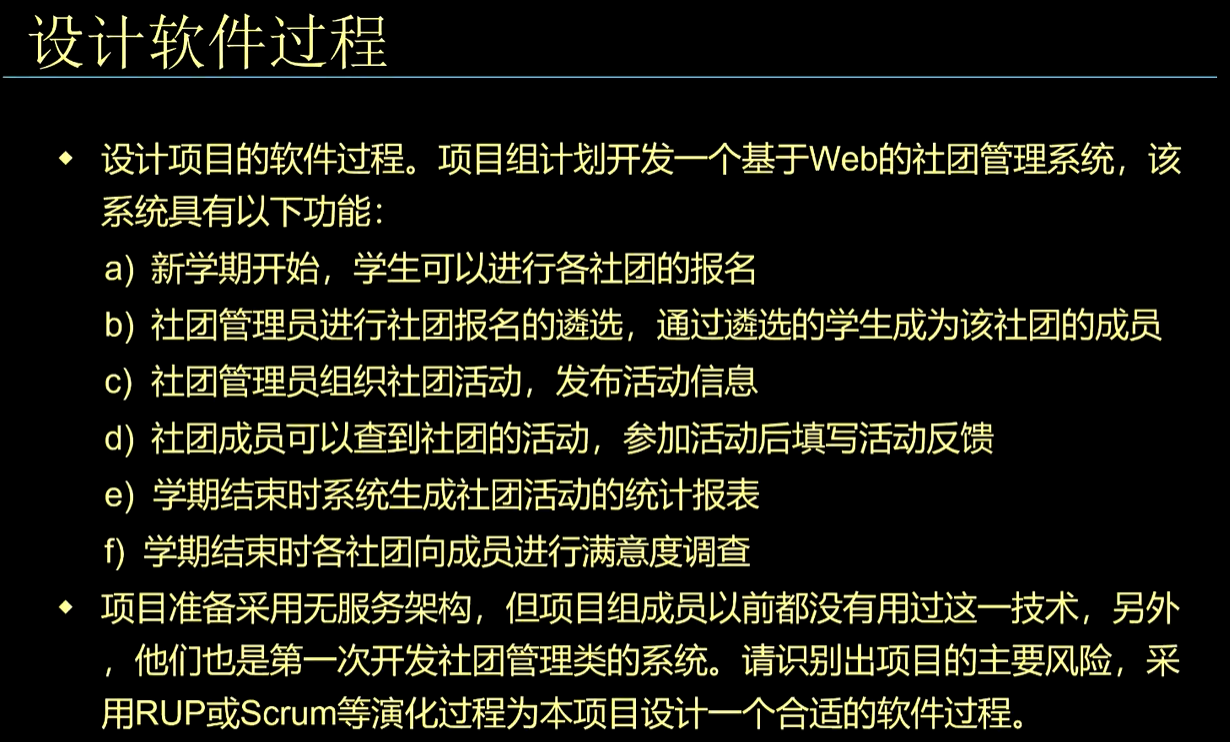 设计软件过程
◆ 设计项目的软件过程。项目组计划开发一个基于Web的社团管理系统，该
系统具有以下功能：
a) 新学期开始，学生可以进行各社团的报名
b) 社团管理员进行社团报名的遴选，通过遴选的学生成为该社团的成员
c) 社团管理员组织社团活动，发布活动信息
d) 社团成员可以查到社团的活动，参加活动后填写活动反馈
e) 学期结束时系统生成社团活动的统计报表
f) 学期结束时各社团向成员进行满意度调查
◆ 项目准备采用无服务架构，但项目组成员以前都没有用过这一技术，另外
，他们也是第一次开发社团管理类的系统。请识别出项目的主要风险，采
用RUP或Scrum等演化过程为本项目设计一个合适的软件过程。